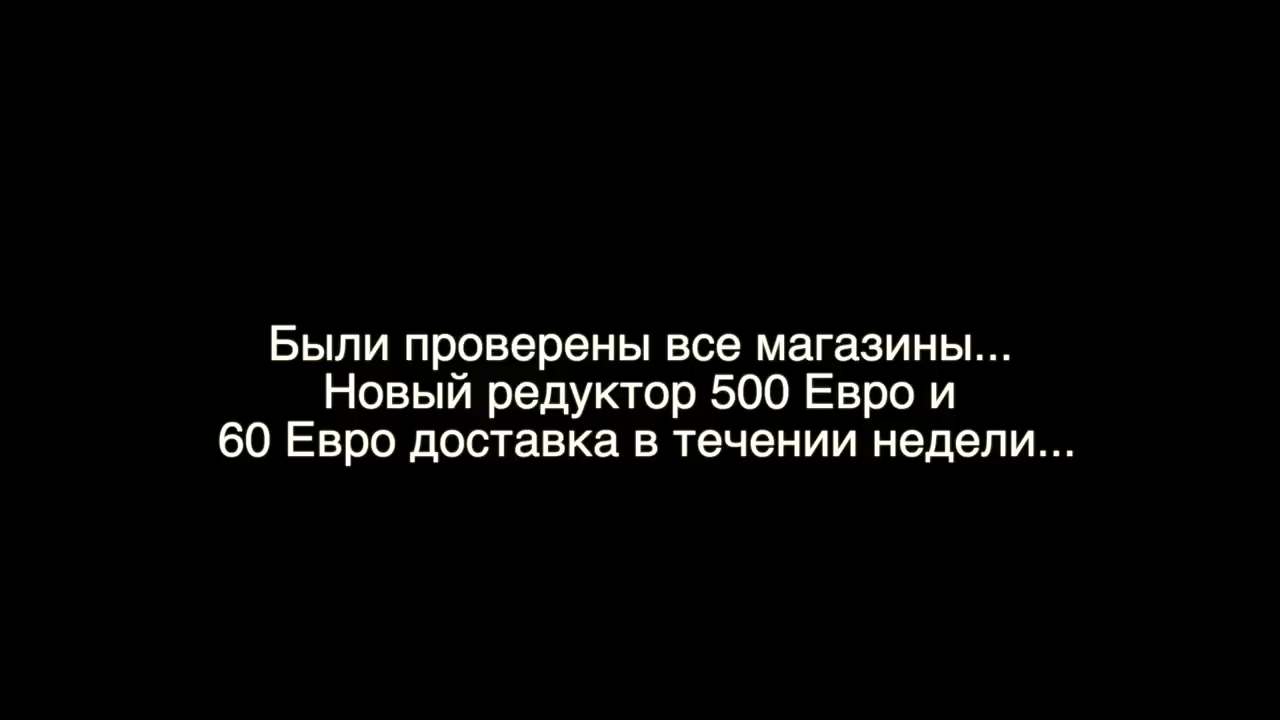 Были проверены все магазины...
Новый редуктор 500 Евро и
60 Евро доставка в течении недели...